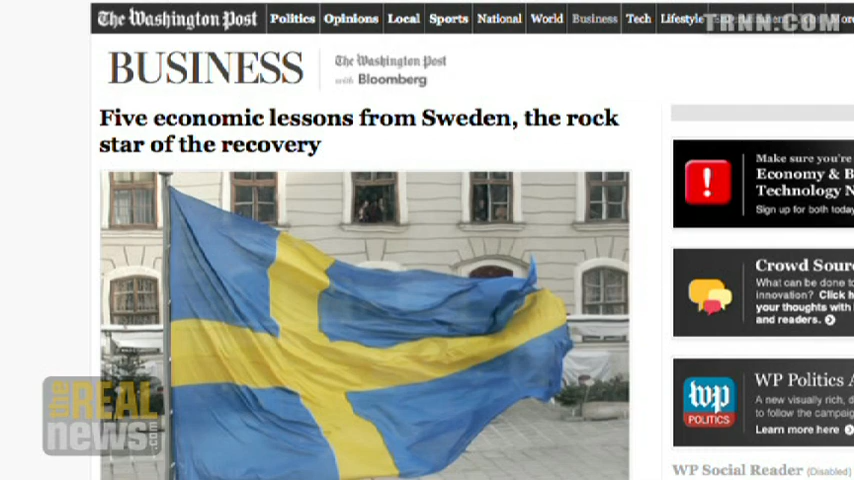 The Washington Post Politics Opinions Local Sports National World Business Tech Lifestyle
TRNN.COM
BUSINESS
The Washington Post
with Bloomberg
Five economic lessons from Sweden, the rock
star of the recovery
Make sure you're
Economy & B
Technology N
Sign up for both today
Crowd Sour
What can be done to
innovation? Click h
your thoughts with
and readers.
the REAL
news.com
wp
POLITICS
WP Politics A
A new visually rich, d
to follow the campaig
Learn more here
WP Social Reader (Disabled)